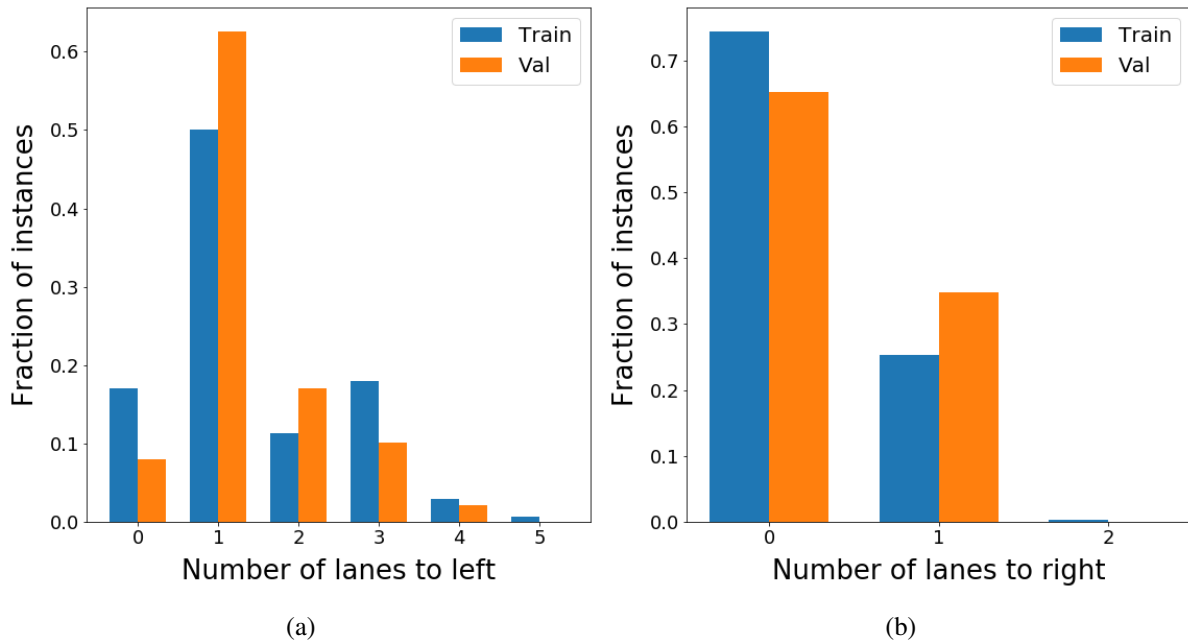 Fraction of instances
0.6
0.5
0.4
0.3
0.2
0.1
0.0
Train
Val
0 1 2 3 4 5
Number of lanes to left
(a)
Fraction of instances
0.7
0.6
0.5
0.4
0.3
0.2
0.1
0.0
Train
Val
0 1 2
Number of lanes to right
(b)